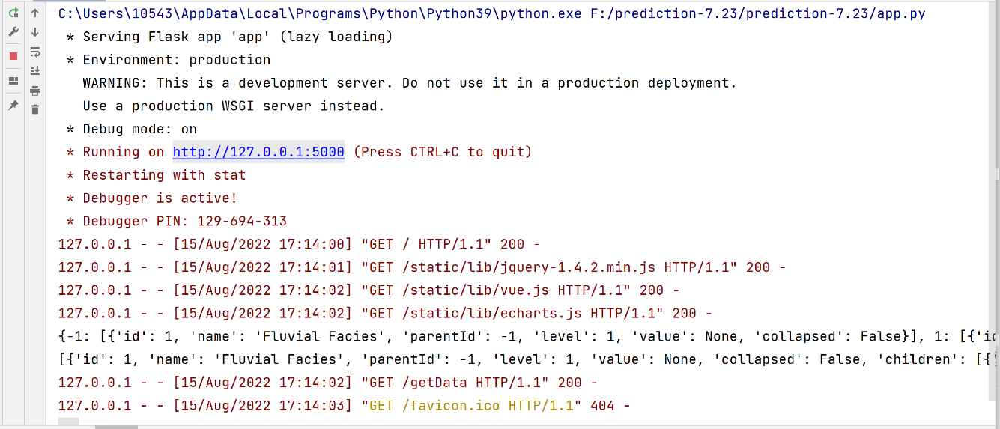 C:\Users\10543\AppData\Local\Programs\Python\Python39\python.exe F:/prediction-7.23/prediction-7.23/app.py
* Serving Flask app 'app' (lazy loading)
* Environment: production
WARNING: This is a development server. Do not use it in a production deployment.
Use a production WSGI server instead.
* Debug mode: on
* Running on http://127.0.0.1:5000 (Press CTRL+C to quit)
* Restarting with stat
* Debugger is active!
* Debugger PIN: 129-694-313
127.0.0.1 - - [15/Aug/2022 17:14:00] "GET / HTTP/1.1" 200 -
127.0.0.1 - - [15/Aug/2022 17:14:01] "GET /static/lib/jquery-1.4.2.min.js HTTP/1.1" 200 -
127.0.0.1 - - [15/Aug/2022 17:14:02] "GET /static/lib/vue.js HTTP/1.1" 200 -
127.0.0.1 - - [15/Aug/2022 17:14:02] "GET /static/lib/echarts.js HTTP/1.1" 200 -
{-1: [{'id': 1, 'name': 'Fluvial Facies', 'parentId': -1, 'level': 1, 'value': None, 'collapsed': False}], 1: [{'id
[{'id': 1, 'name': 'Fluvial Facies', 'parentId': -1, 'level': 1, 'value': None, 'collapsed': False, 'children': [{'
127.0.0.1 - - [15/Aug/2022 17:14:02] "GET /getData HTTP/1.1" 200 -
127.0.0.1 - - [15/Aug/2022 17:14:03] "GET /favicon.ico HTTP/1.1" 404 -